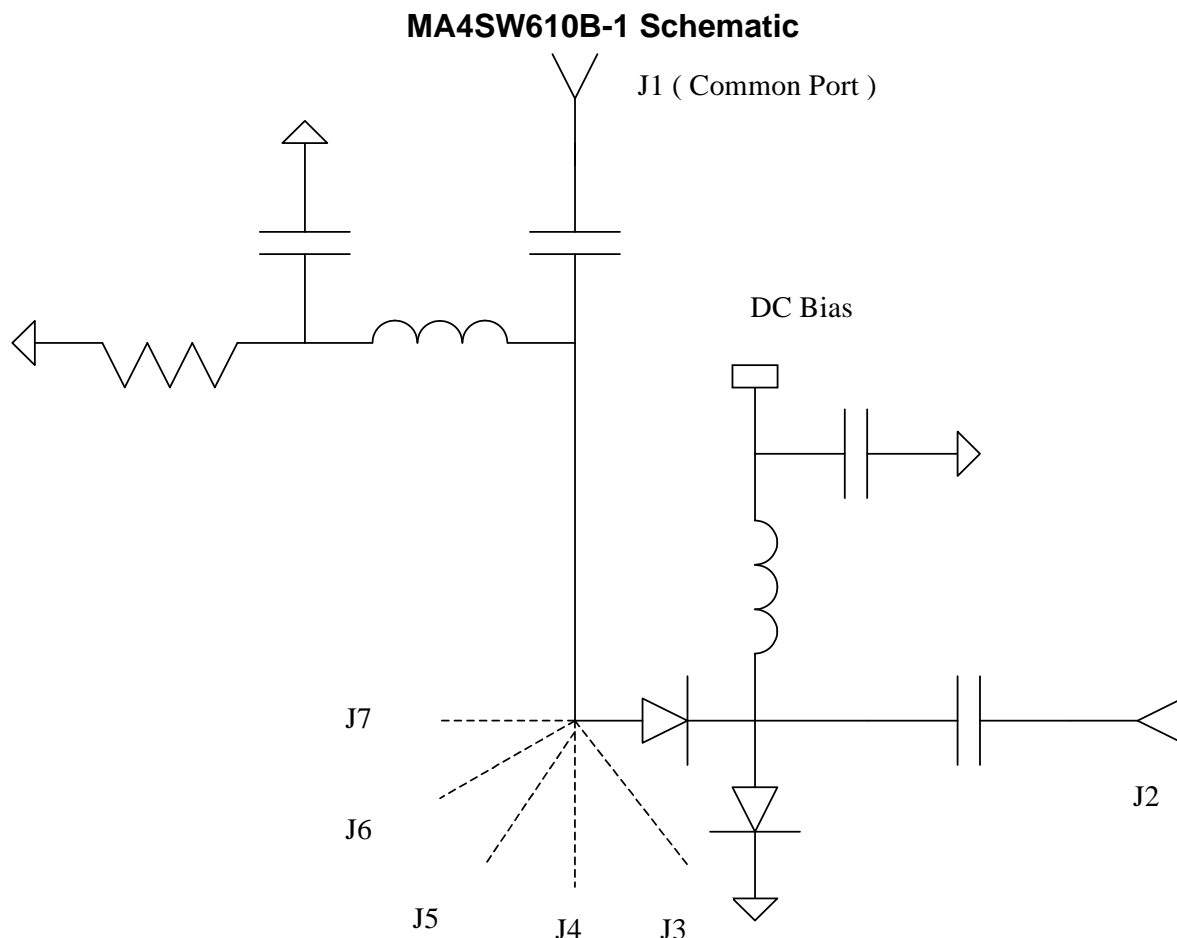 MA4SW610B-1 Schematic
J1 ( Common Port )
DC Bias
J7
J2
J6
J5
J4
J3